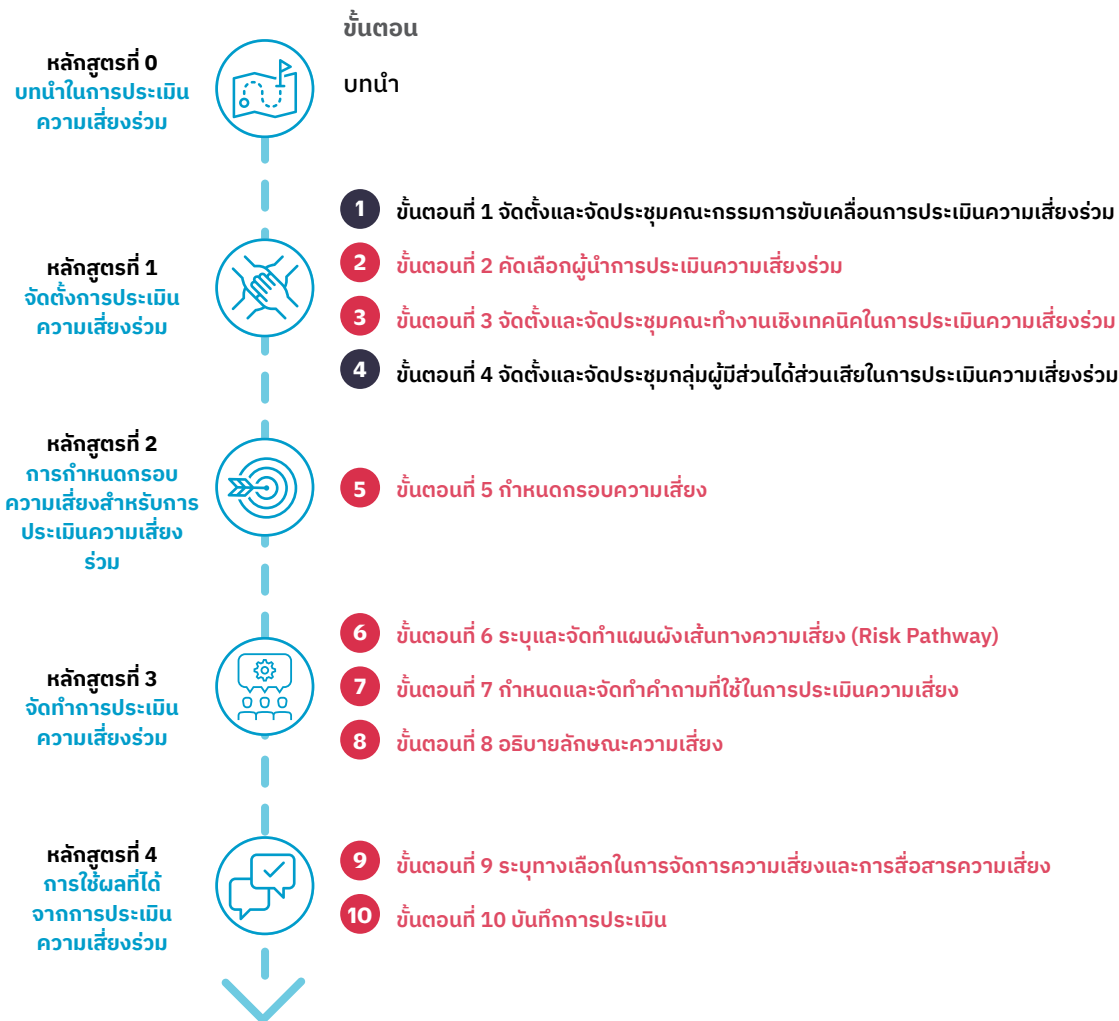 ขั้นตอน
หลักสูตรที่ 0
บทนำในการประเมิน
ความเสี่ยงร่วม
บทนำ
หลักสูตรที่ 1
จัดตั้งการประเมิน
ความเสี่ยงร่วม
1 ขั้นตอนที่ 1 จัดตั้งและจัดประชุมคณะกรรมการขับเคลื่อนการประเมินความเสี่ยงร่วม
2 ขั้นตอนที่ 2 คัดเลือกผู้นำการประเมินความเสี่ยงร่วม
3 ขั้นตอนที่ 3 จัดตั้งและจัดประชุมคณะทำงานเชิงเทคนิคในการประเมินความเสี่ยงร่วม
4 ขั้นตอนที่ 4 จัดตั้งและจัดประชุมกลุ่มผู้มีส่วนได้ส่วนเสียในการประเมินความเสี่ยงร่วม
หลักสูตรที่ 2
การกำหนดกรอบ
ความเสี่ยงสำหรับการ
ประเมินความเสี่ยง
ร่วม
5 ขั้นตอนที่ 5 กำหนดกรอบความเสี่ยง
หลักสูตรที่ 3
จัดทำการประเมิน
ความเสี่ยงร่วม
6 ขั้นตอนที่ 6 ระบุและจัดทำแผนผังเส้นทางความเสี่ยง (Risk Pathway)
7 ขั้นตอนที่ 7 กำหนดและจัดทำคำถามที่ใช้ในการประเมินความเสี่ยง
8 ขั้นตอนที่ 8 อธิบายลักษณะความเสี่ยง
หลักสูตรที่ 4
การใช้ผลที่ได้
จากการประเมิน
ความเสี่ยงร่วม
9 ขั้นตอนที่ 9 ระบุทางเลือกในการจัดการความเสี่ยงและการสื่อสารความเสี่ยง
10 ขั้นตอนที่ 10 บันทึกการประเมิน